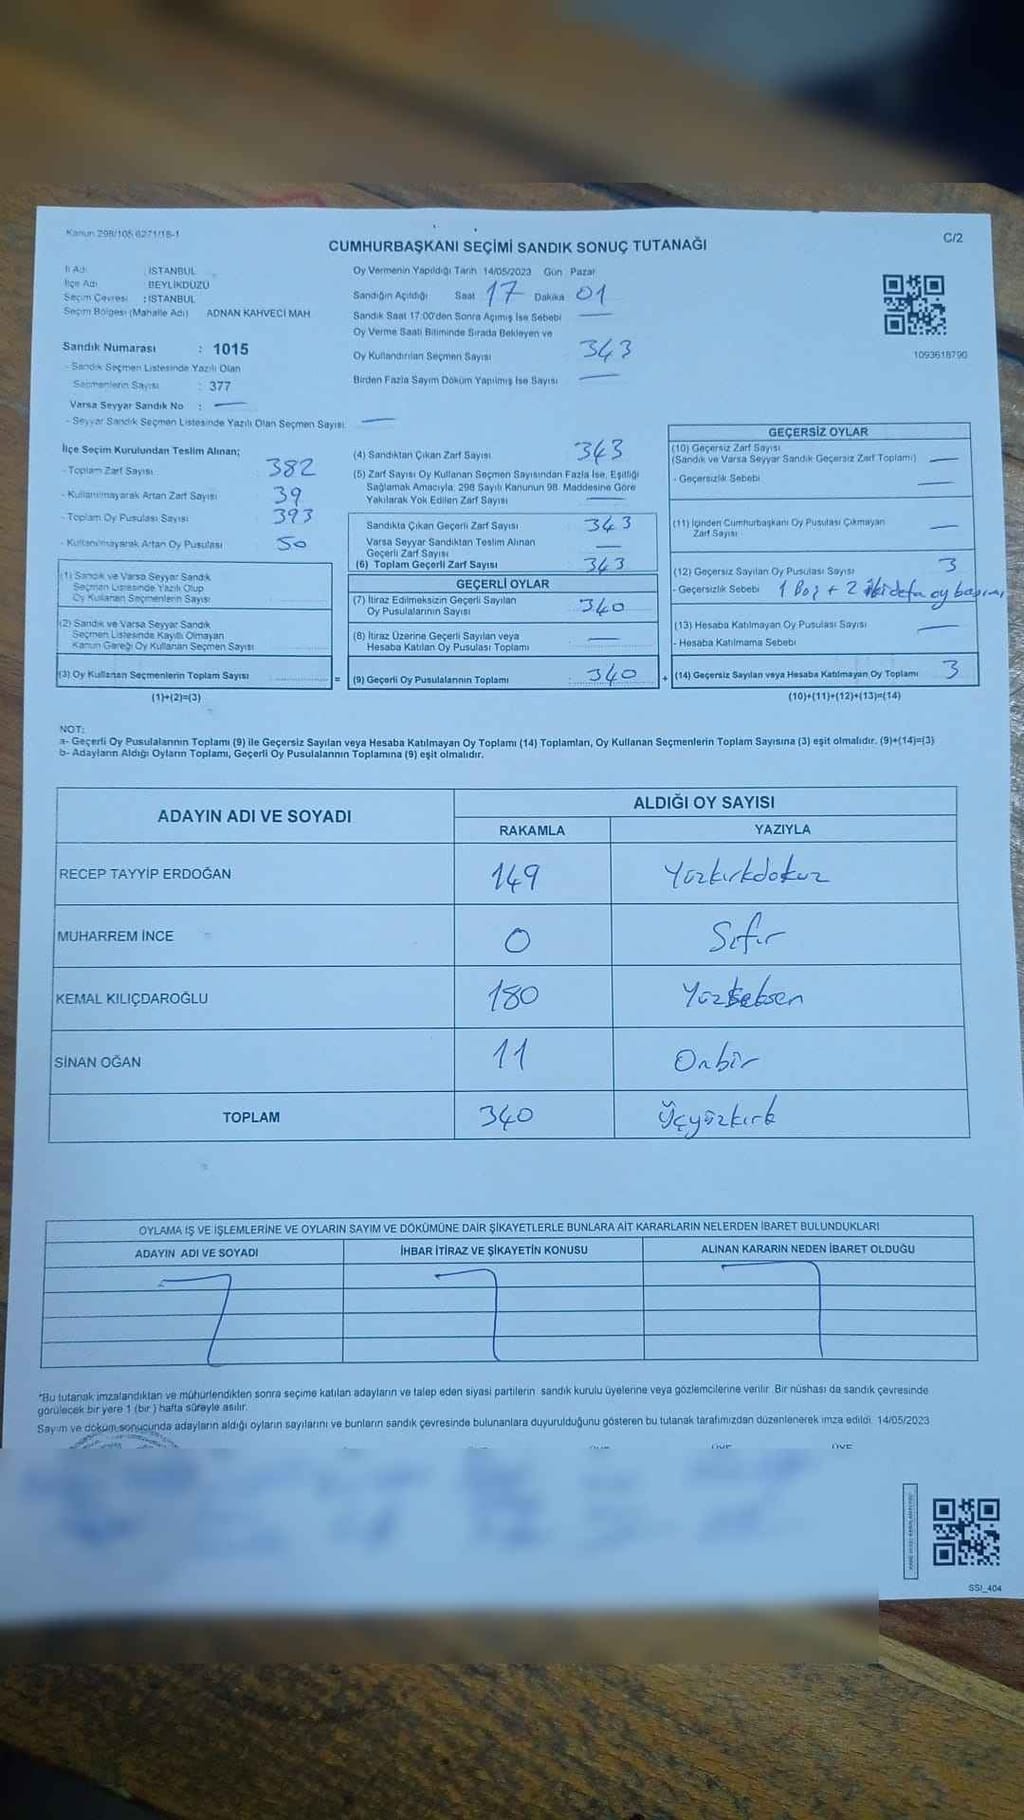 Kanun 298/105 6271/18-1
C/2
CUMHURBAŞKANI SEÇİMİ SANDIK SONUÇ TUTANAĞI
İl Adı : İSTANBUL
İlçe Adı : BEYLİKDÜZÜ
Seçim Çevresi : İSTANBUL
Seçim Bölgesi (Mahalle Adı) ADNAN KAHVECİ MAH
Sandık Numarası : 1015
- Sandık Seçmen Listesinde Yazılı Olan
Seçmenlerin Sayısı : 377
Varsa Seyyar Sandık No : —
- Seyyar Sandık Seçmen Listesinde Yazılı Olan Seçmen Sayısı: —
Oy Vermenin Yapıldığı Tarih 14/05/2023 Gün Pazar
Sandığın Açıldığı Saat 17 Dakika 01
Sandık Saat 17:00'den Sonra Açımış İse Sebebi —
Oy Verme Saati Bitiminde Sırada Bekleyen ve
Oy Kullandırılan Seçmen Sayısı 343
Birden Fazla Sayım Döküm Yapılmış İse Sayısı —
1093618790
İlçe Seçim Kurulundan Teslim Alınan;
- Toplam Zarf Sayısı 382
- Kullanılmayarak Artan Zarf Sayısı 39
- Toplam Oy Pusulası Sayısı 393
- Kullanılmayarak Artan Oy Pusulası 50
(1) Sandık ve Varsa Seyyar Sandık
Seçmen Listesinde Yazılı Olup
Oy Kullanan Seçmenlerin Sayısı
(2) Sandık ve Varsa Seyyar Sandık
Seçmen Listesinde Kayıtlı Olmayan
Kanun Gereği Oy Kullanan Seçmen Sayısı
(3) Oy Kullanan Seçmenlerin Toplam Sayısı
=
(1)+(2)=(3)
(4) Sandıktan Çıkan Zarf Sayısı 343
(5) Zarf Sayısı Oy Kullanan Seçmen Sayısından Fazla İse, Eşitliği
Sağlamak Amacıyla, 298 Sayılı Kanunun 98. Maddesine Göre
Yakılarak Yok Edilen Zarf Sayısı —
Sandıkta Çıkan Geçerli Zarf Sayısı 343
Varsa Seyyar Sandıktan Teslim Alınan
Geçerli Zarf Sayısı —
(6) Toplam Geçerli Zarf Sayısı 343
GEÇERLİ OYLAR
(7) İtiraz Edilmeksizin Geçerli Sayılan
Oy Pusulalarının Sayısı 340
(8) İtiraz Üzerine Geçerli Sayılan veya
Hesaba Katılan Oy Pusulası Toplamı —
(9) Geçerli Oy Pusulalarının Toplamı : 340
+
GEÇERSİZ OYLAR
(10) Geçersiz Zarf Sayısı
(Sandık ve Varsa Seyyar Sandık Geçersiz Zarf Toplamı) —
- Geçersizlik Sebebi —
(11) İçinden Cumhurbaşkanı Oy Pusulası Çıkmayan
Zarf Sayısı —
(12) Geçersiz Sayılan Oy Pusulası Sayısı 3
- Geçersizlik Sebebi 1 Boş + 2 iki defa oy basımı
(13) Hesaba Katılmayan Oy Pusulası Sayısı —
- Hesaba Katılmama Sebebi
(14) Geçersiz Sayılan veya Hesaba Katılmayan Oy Toplamı 3
(10)+(11)+(12)+(13)=(14)
NOT:
a- Geçerli Oy Pusulalarının Toplamı (9) ile Geçersiz Sayılan veya Hesaba Katılmayan Oy Toplamı (14) Toplamları, Oy Kullanan Seçmenlerin Toplam Sayısına (3) eşit olmalıdır. (9)+(14)=(3)
b- Adayların Aldığı Oyların Toplamı, Geçerli Oy Pusulalarının Toplamına (9) eşit olmalıdır.
ADAYIN ADI VE SOYADI
ALDIĞI OY SAYISI
RAKAMLA YAZIYLA
RECEP TAYYİP ERDOĞAN 149 Yüzkırkdokuz
MUHARREM İNCE 0 Sıfır
KEMAL KILIÇDAROĞLU 180 Yüzseksen
SİNAN OĞAN 11 Onbir
TOPLAM 340 Üçyüzkırk
OYLAMA İŞ VE İŞLEMLERİNE VE OYLARIN SAYIM VE DÖKÜMÜNE DAİR ŞİKAYETLERLE BUNLARA AİT KARARLARIN NELERDEN İBARET BULUNDUKLARI
ADAYIN ADI VE SOYADI İHBAR İTİRAZ VE ŞİKAYETİN KONUSU ALINAN KARARIN NEDEN İBARET OLDUĞU
*Bu tutanak imzalandıktan ve mühürlendikten sonra seçime katılan adayların ve talep eden siyasi partilerin sandık kurulu üyelerine veya gözlemcilerine verilir. Bir nüshası da sandık çevresinde
görülecek bir yere 1 (bir) hafta süreyle asılır.
Sayım ve döküm sonucunda adayların aldığı oyların sayılarını ve bunların sandık çevresinde bulunanlara duyurulduğunu gösteren bu tutanak tarafımızdan düzenlenerek imza edildi. 14/05/2023
ÜYE ÜYE
SSI_404